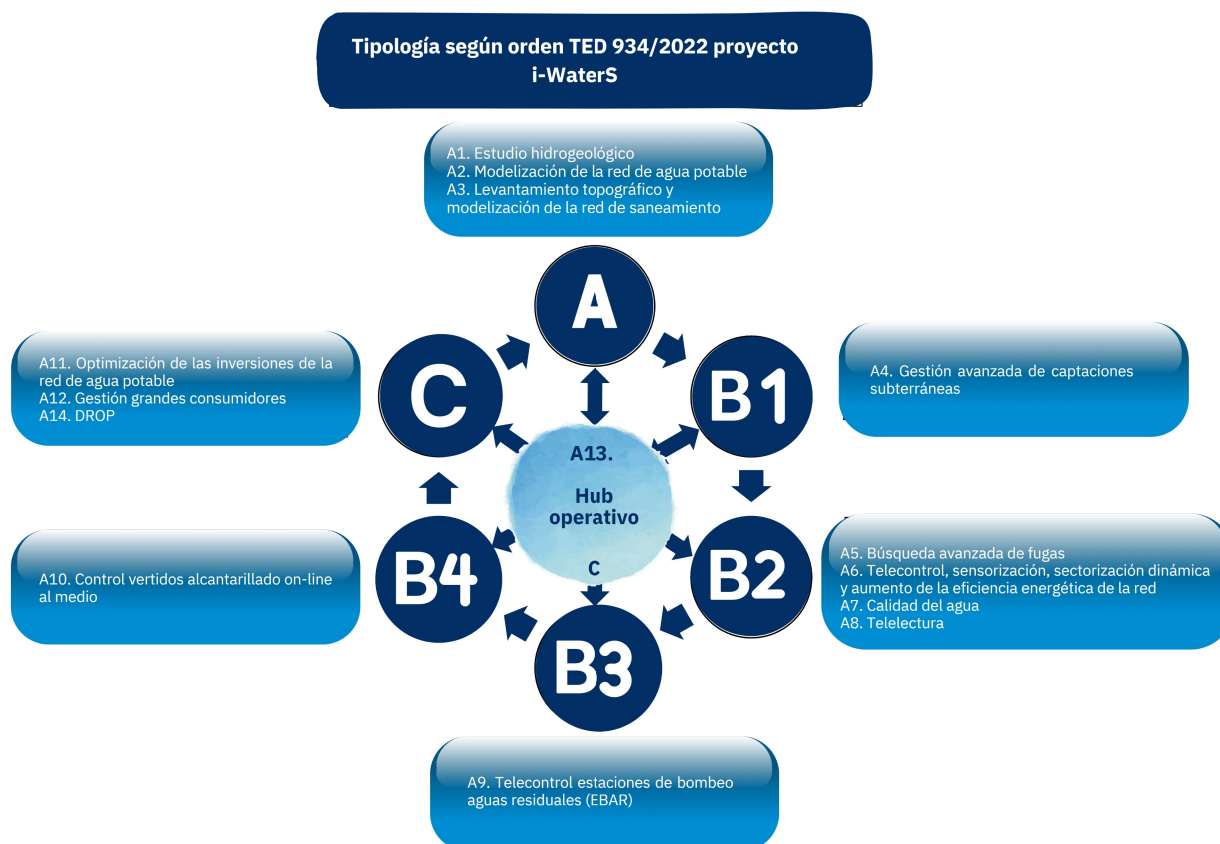 Tipología según orden TED 934/2022 proyecto
i-WaterS
A1. Estudio hidrogeológico
A2. Modelización de la red de agua potable
A3. Levantamiento topográfico y
modelización de la red de saneamiento
A
A11. Optimización de las inversiones de la
red de agua potable
A12. Gestión grandes consumidores
A14. DROP
C
B1
A4. Gestión avanzada de captaciones
subterráneas
A13.
Hub
operativo
C
A10. Control vertidos alcantarillado on-line
al medio
B4
B2
A5. Búsqueda avanzada de fugas
A6. Telecontrol, sensorización, sectorización dinámica
y aumento de la eficiencia energética de la red
A7. Calidad del agua
A8. Telelectura
B3
A9. Telecontrol estaciones de bombeo
aguas residuales (EBAR)